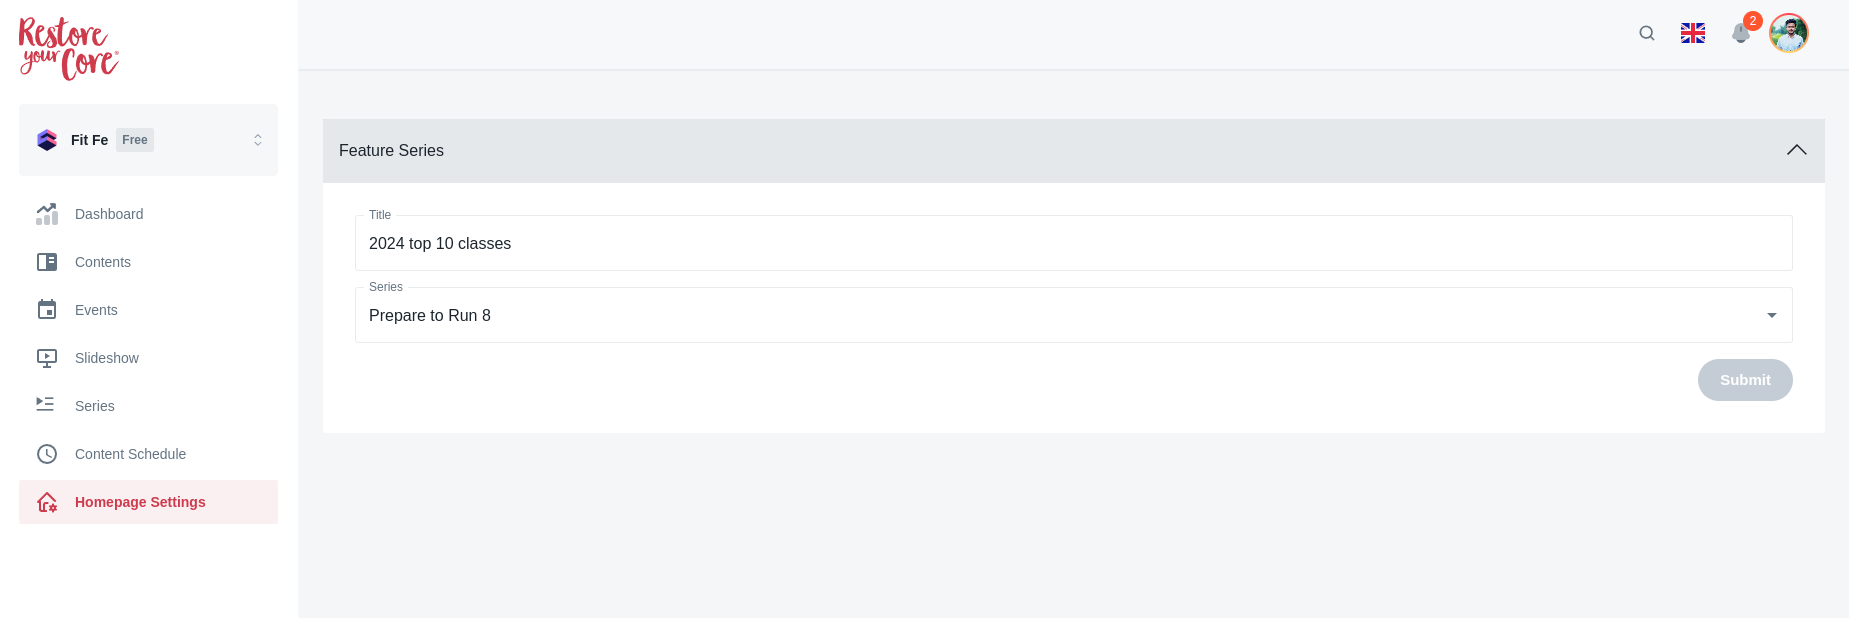 Restore
your Core®
2
Fit Fe Free
Dashboard
Contents
Events
Slideshow
Series
Content Schedule
Homepage Settings
Feature Series
Title
2024 top 10 classes
Series
Prepare to Run 8
Submit